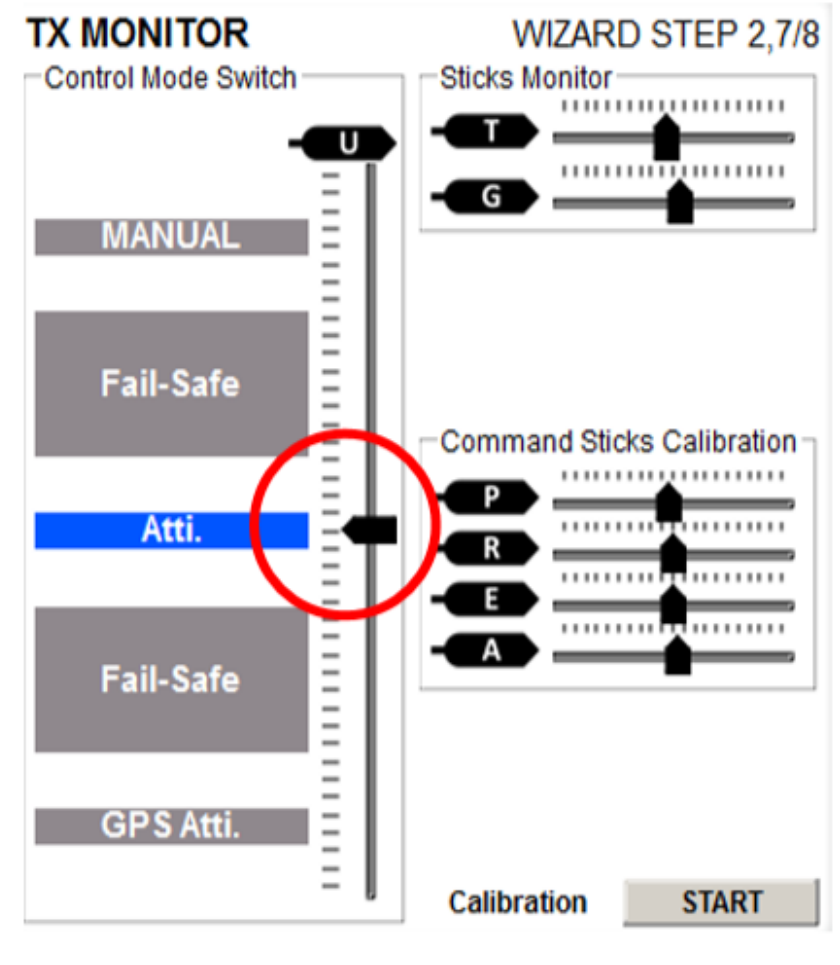 TX MONITOR
WIZARD STEP 2,7/8
Control Mode Switch
U
MANUAL
Fail-Safe
Atti.
Fail-Safe
GPS Atti.
Sticks Monitor
T
G
Command Sticks Calibration
P
R
E
A
Calibration START